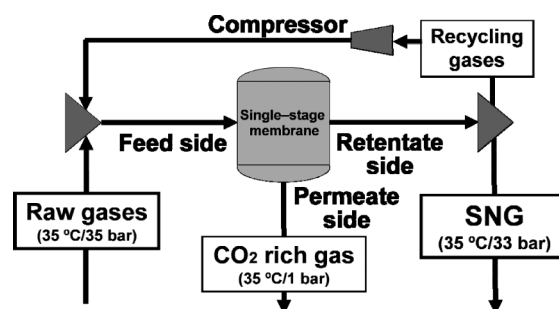 Compressor
Recycling
gases
Single–stage
membrane
Feed side
Retentate
side
Permeate
side
Raw gases
(35 ºC/35 bar)
CO₂ rich gas
(35 ºC/1 bar)
SNG
(35 ºC/33 bar)